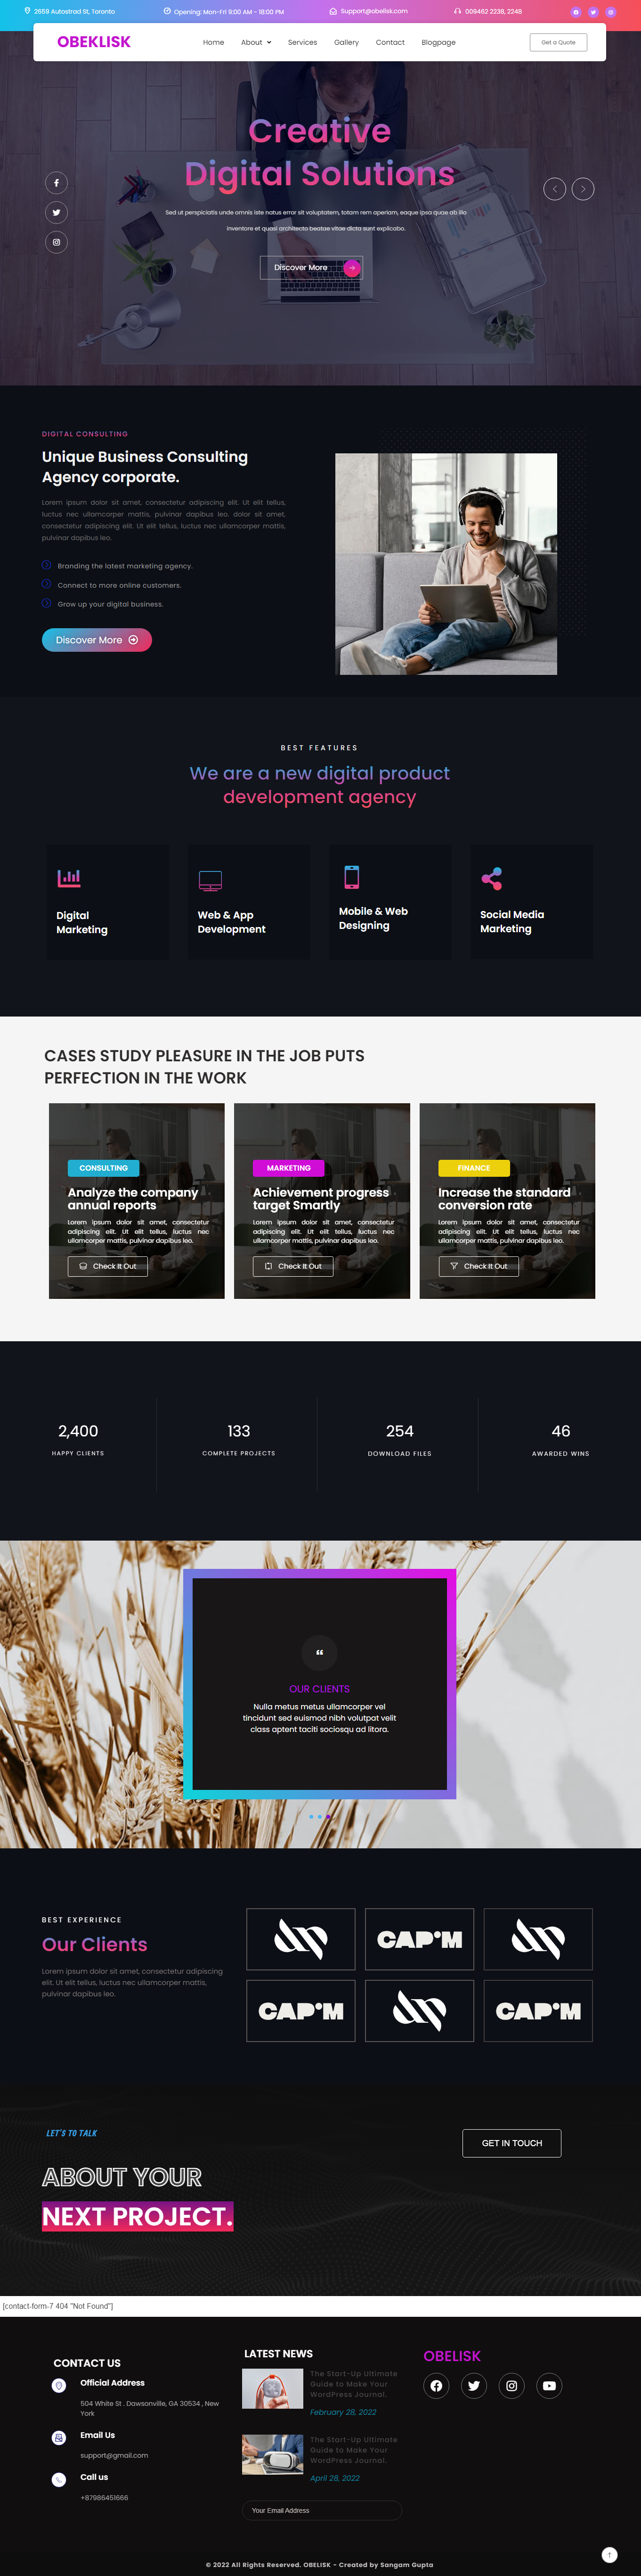 2659 Autostrad St, Toronto
Opening: Mon-Fri 9:00 AM - 18:00 PM
Support@obelisk.com
009462 2238, 2248
OBEKLISK
Home
About
Services
Gallery
Contact
Blogpage
Get a Quote
Creative
Digital Solutions
Sed ut perspiciatis unde omnis iste natus error sit voluptatem, totam rem aperiam, eaque ipsa quae ab illo
inventore et quasi architecto beatae vitae dicta sunt explicabo.
Discover More
DIGITAL CONSULTING
Unique Business Consulting
Agency corporate.
Lorem ipsum dolor sit amet, consectetur adipiscing elit. Ut elit tellus,
luctus nec ullamcorper mattis, pulvinar dapibus leo. dolor sit amet,
consectetur adipiscing elit. Ut elit tellus, luctus nec ullamcorper mattis,
pulvinar dapibus leo.
Branding the latest marketing agency.
Connect to more online customers.
Grow up your digital business.
Discover More
BEST FEATURES
We are a new digital product
development agency
Digital
Marketing
Web & App
Development
Mobile & Web
Designing
Social Media
Marketing
CASES STUDY PLEASURE IN THE JOB PUTS
PERFECTION IN THE WORK
CONSULTING
Analyze the company
annual reports
Lorem ipsum dolor sit amet, consectetur
adipiscing elit. Ut elit tellus, luctus nec
ullamcorper mattis, pulvinar dapibus leo.
Check It Out
MARKETING
Achievement progress
target Smartly
Lorem ipsum dolor sit amet, consectetur
adipiscing elit. Ut elit tellus, luctus nec
ullamcorper mattis, pulvinar dapibus leo.
Check It Out
FINANCE
Increase the standard
conversion rate
Lorem ipsum dolor sit amet, consectetur
adipiscing elit. Ut elit tellus, luctus nec
ullamcorper mattis, pulvinar dapibus leo.
Check It Out
2,400
HAPPY CLIENTS
133
COMPLETE PROJECTS
254
DOWNLOAD FILES
46
AWARDED WINS
OUR CLIENTS
Nulla metus metus ullamcorper vel
tincidunt sed euismod nibh volutpat velit
class aptent taciti sociosqu ad litora.
BEST EXPERIENCE
Our Clients
Lorem ipsum dolor sit amet, consectetur adipiscing
elit. Ut elit tellus, luctus nec ullamcorper mattis,
pulvinar dapibus leo.
CAP'M
CAP'M
CAP'M
LET'S TO TALK
ABOUT YOUR
NEXT PROJECT.
GET IN TOUCH
[contact-form-7 404 "Not Found"]
CONTACT US
Official Address
504 White St . Dawsonville, GA 30534 , New
York
Email Us
support@gmail.com
Call us
+87986451666
LATEST NEWS
The Start-Up Ultimate
Guide to Make Your
WordPress Journal.
February 28, 2022
The Start-Up Ultimate
Guide to Make Your
WordPress Journal.
April 28, 2022
Your Email Address
OBELISK
© 2022 All Rights Reserved. OBELISK - Created by Sangam Gupta